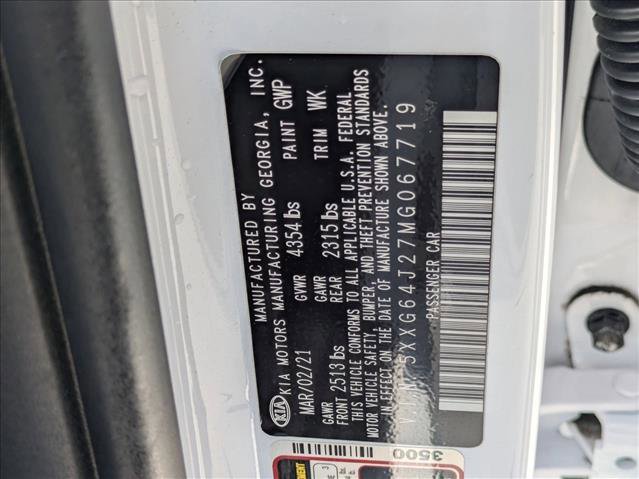 MANUFACTURED BY
KIA KIA MOTORS MANUFACTURING GEORGIA, INC.
MAR/02/21 GVWR 4354 lbs PAINT GWP
GAWR FRONT 2513 lbs GAWR REAR 2315 lbs TRIM WK
THIS VEHICLE CONFORMS TO ALL APPLICABLE U.S.A. FEDERAL
MOTOR VEHICLE SAFETY, BUMPER, AND THEFT PREVENTION STANDARDS
IN EFFECT ON THE DATE OF MANUFACTURE SHOWN ABOVE.
5XXG64J27MG067719
PASSENGER CAR
3500